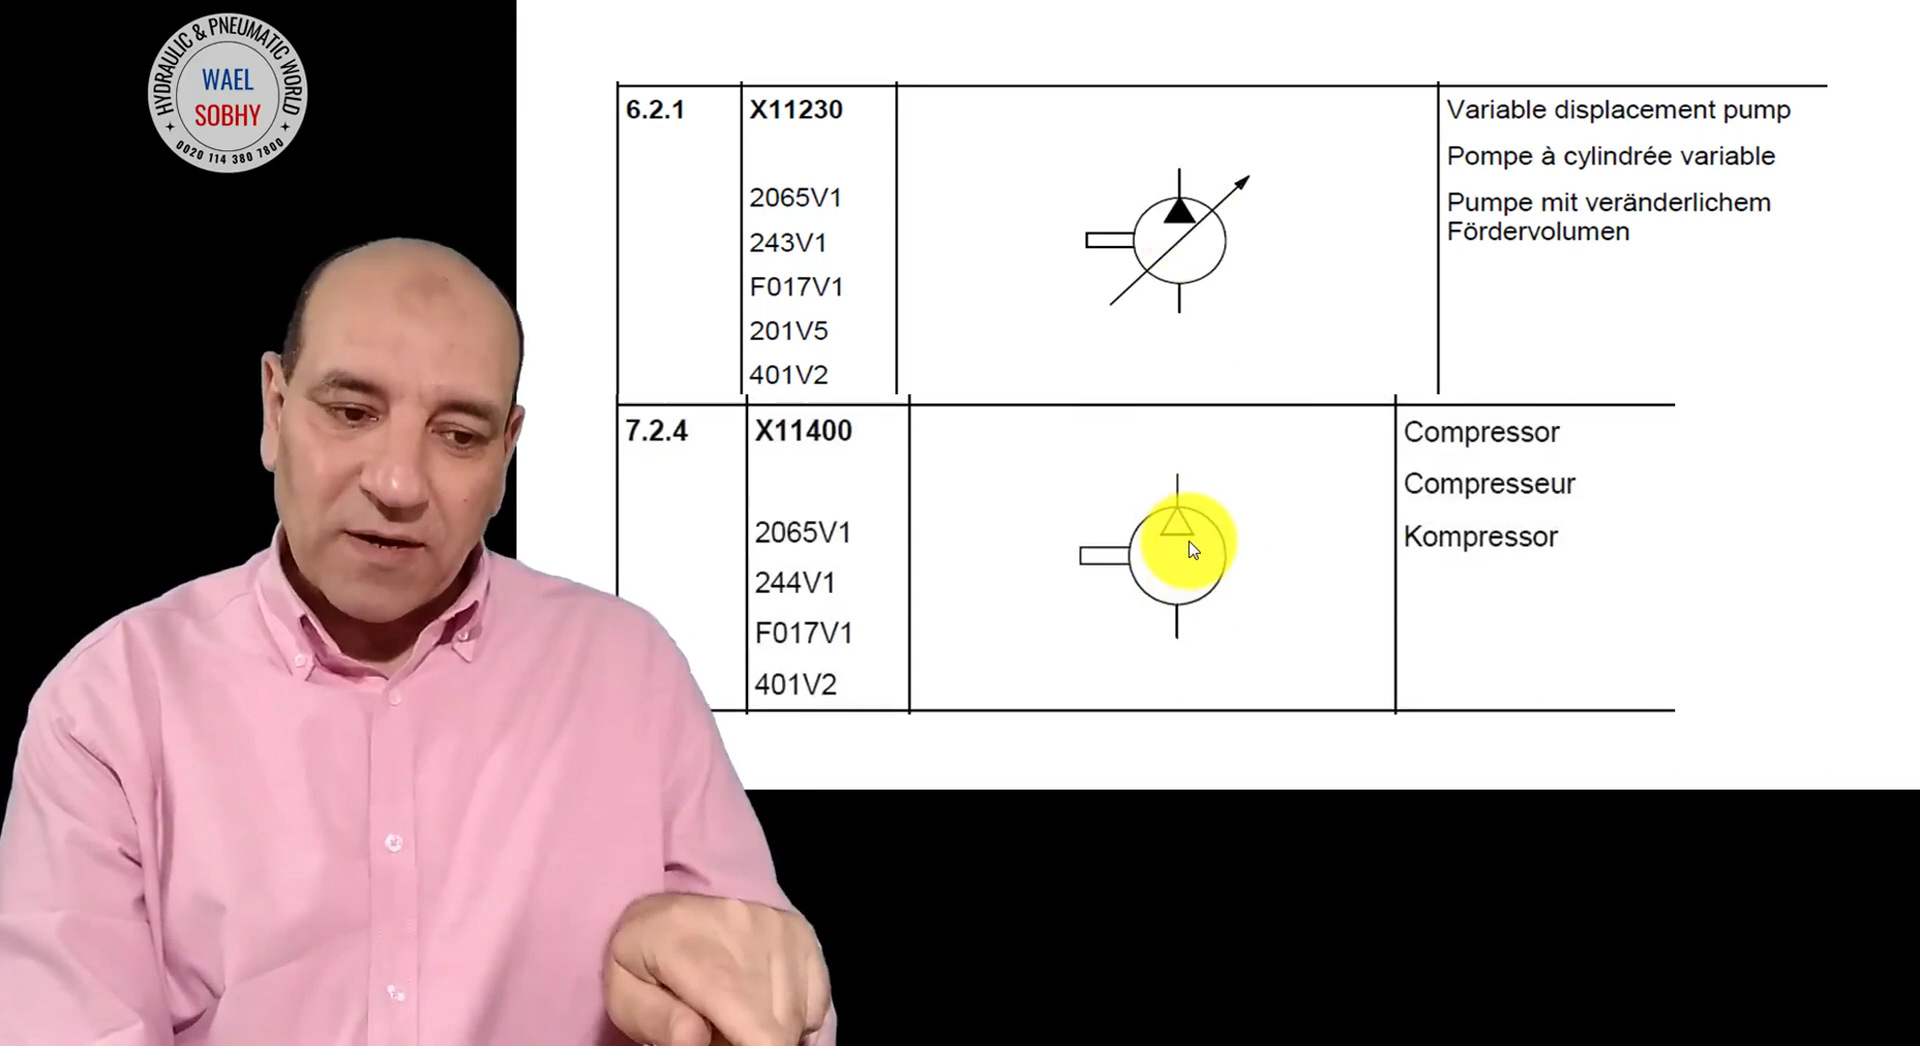 HYDRAULIC & PNEUMATIC WORLD
WAEL
SOBHY
0020 114 380 7800
6.2.1
X11230
2065V1
243V1
F017V1
201V5
401V2
Variable displacement pump
Pompe à cylindrée variable
Pumpe mit veränderlichem
Fördervolumen
7.2.4
X11400
2065V1
244V1
F017V1
401V2
Compressor
Compresseur
Kompressor